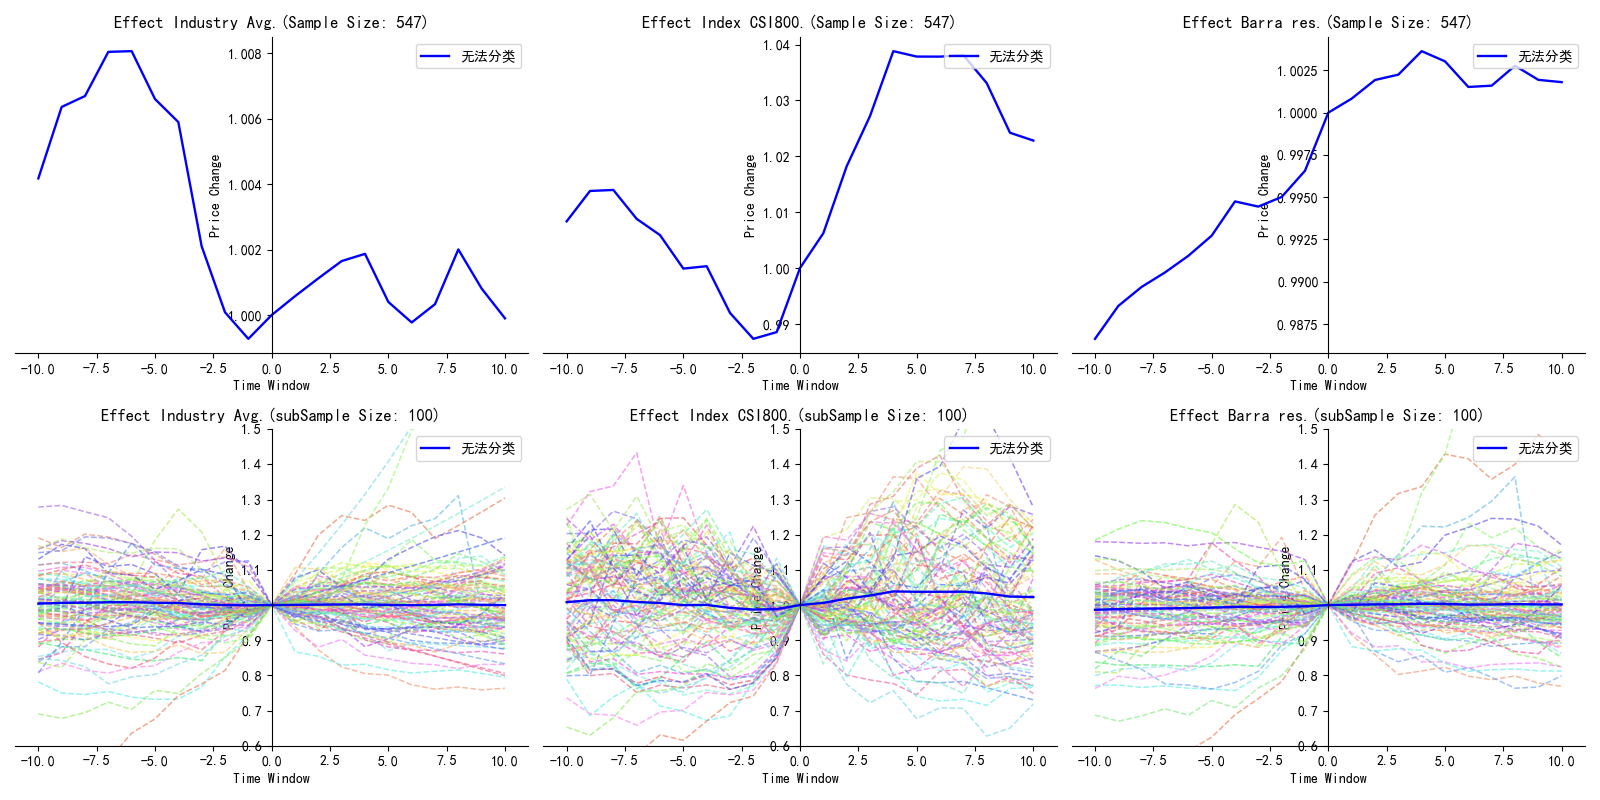 Effect Industry Avg.(Sample Size: 547)
无法分类
1.008
1.006
1.004
1.002
1.000
Price Change
-10.0 -7.5 -5.0 -2.5 0.0 2.5 5.0 7.5 10.0
Time Window
Effect Index CSI800.(Sample Size: 547)
无法分类
1.04
1.03
1.02
1.01
1.00
0.99
Price Change
-10.0 -7.5 -5.0 -2.5 0.0 2.5 5.0 7.5 10.0
Time Window
Effect Barra res.(Sample Size: 547)
无法分类
1.0025
1.0000
0.9975
0.9950
0.9925
0.9900
0.9875
Price Change
-10.0 -7.5 -5.0 -2.5 0.0 2.5 5.0 7.5 10.0
Time Window
Effect Industry Avg.(subSample Size: 100)
无法分类
1.5
1.4
1.3
1.2
1.1
1.0
0.9
0.8
0.7
0.6
Price Change
-10.0 -7.5 -5.0 -2.5 0.0 2.5 5.0 7.5 10.0
Time Window
Effect Index CSI800.(subSample Size: 100)
无法分类
1.5
1.4
1.3
1.2
1.1
1.0
0.9
0.8
0.7
0.6
Price Change
-10.0 -7.5 -5.0 -2.5 0.0 2.5 5.0 7.5 10.0
Time Window
Effect Barra res.(subSample Size: 100)
无法分类
1.5
1.4
1.3
1.2
1.1
1.0
0.9
0.8
0.7
0.6
Price Change
-10.0 -7.5 -5.0 -2.5 0.0 2.5 5.0 7.5 10.0
Time Window